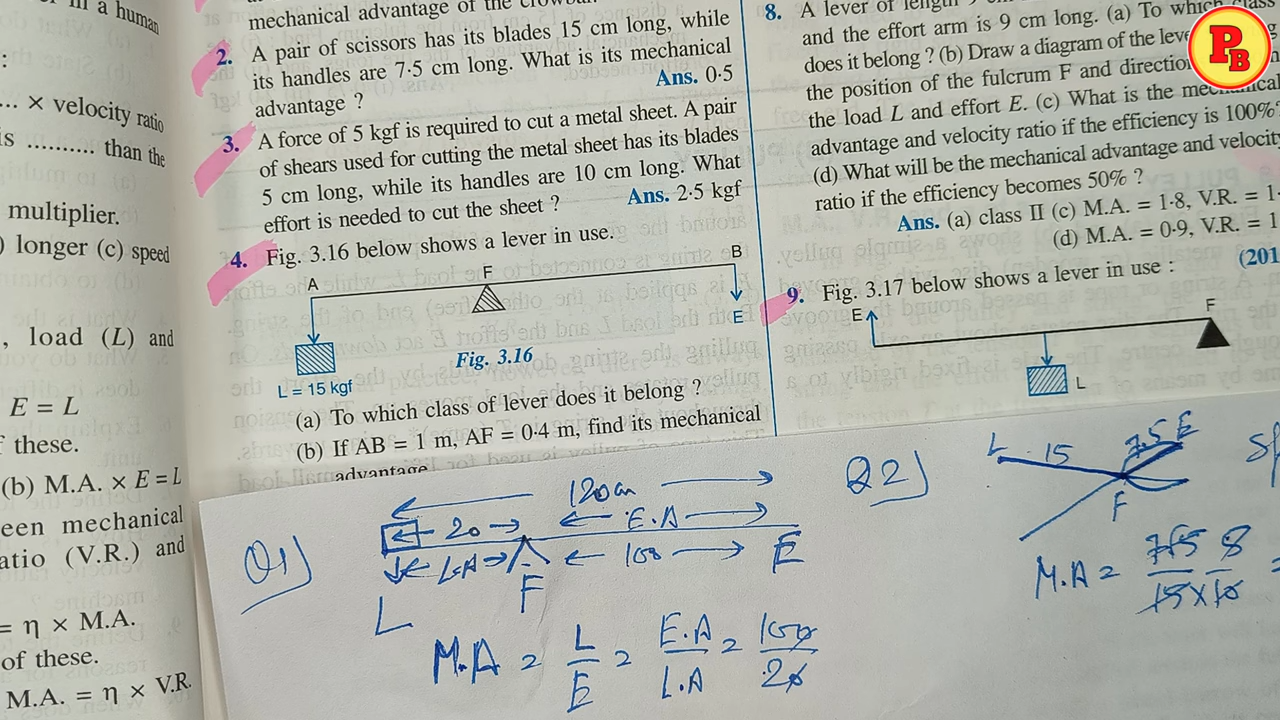 a human
:
... × velocity ratio
is .......... than the
multiplier.
) longer (c) speed
, load (L) and
E = L
f these.
(b) M.A. × E = L
een mechanical
atio (V.R.) and
= η × M.A.
of these.
M.A. = η × V.R.
mechanical advantage of the
2. A pair of scissors has its blades 15 cm long, while
its handles are 7·5 cm long. What is its mechanical
advantage ? Ans. 0·5
3. A force of 5 kgf is required to cut a metal sheet. A pair
of shears used for cutting the metal sheet has its blades
5 cm long, while its handles are 10 cm long. What
effort is needed to cut the sheet ? Ans. 2·5 kgf
4. Fig. 3.16 below shows a lever in use.
A F B
E
L = 15 kgf
Fig. 3.16
(a) To which class of lever does it belong ?
(b) If AB = 1 m, AF = 0·4 m, find its mechanical
advantage
8. A lever of length
and the effort arm is 9 cm long. (a) To which class
does it belong ? (b) Draw a diagram of the
the position of the fulcrum F and
the load L and effort E. (c) What is the mechanical
advantage and velocity ratio if the efficiency is 100%
(d) What will be the mechanical advantage and velocity
ratio if the efficiency becomes 50% ?
Ans. (a) class II (c) M.A. = 1·8, V.R. = 1·
(d) M.A. = 0·9, V.R. = 1
(201
9. Fig. 3.17 below shows a lever in use :
E F
L
PB
Q1)
120cm
20 E.A
L.A 100
L F E
M.A = L/E = E.A/L.A = 100/20
Q2)
L 15 7.5 E
F
M.A =